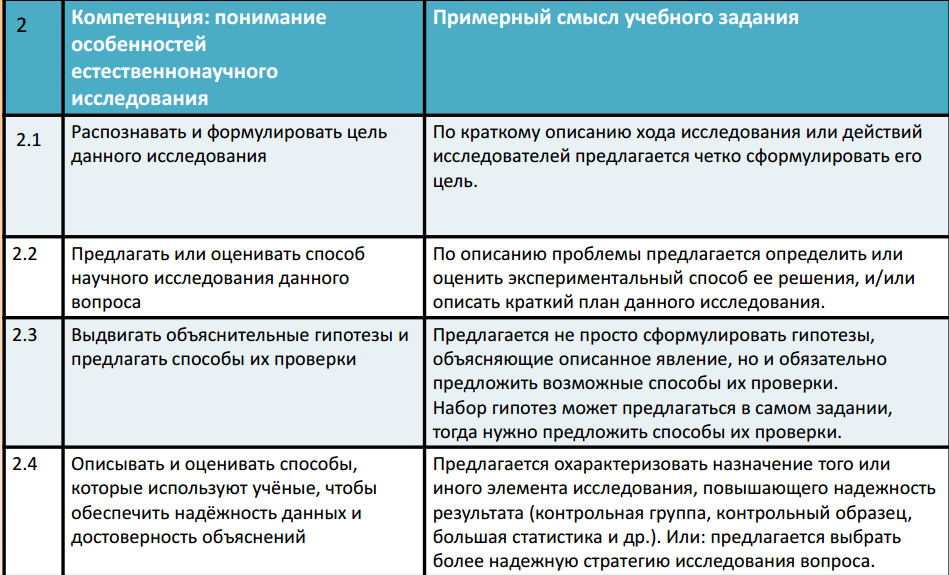 2
Компетенция: понимание
особенностей
естественнонаучного
исследования
Примерный смысл учебного задания
2.1
Распознавать и формулировать цель
данного исследования
По краткому описанию хода исследования или действий
исследователей предлагается четко сформулировать его
цель.
2.2
Предлагать или оценивать способ
научного исследования данного
вопроса
По описанию проблемы предлагается определить или
оценить экспериментальный способ ее решения, и/или
описать краткий план данного исследования.
2.3
Выдвигать объяснительные гипотезы и
предлагать способы их проверки
Предлагается не просто сформулировать гипотезы,
объясняющие описанное явление, но и обязательно
предложить возможные способы их проверки.
Набор гипотез может предлагаться в самом задании,
тогда нужно предложить способы их проверки.
2.4
Описывать и оценивать способы,
которые используют учёные, чтобы
обеспечить надёжность данных и
достоверность объяснений
Предлагается охарактеризовать назначение того или
иного элемента исследования, повышающего надежность
результата (контрольная группа, контрольный образец,
большая статистика и др.). Или: предлагается выбрать
более надежную стратегию исследования вопроса.